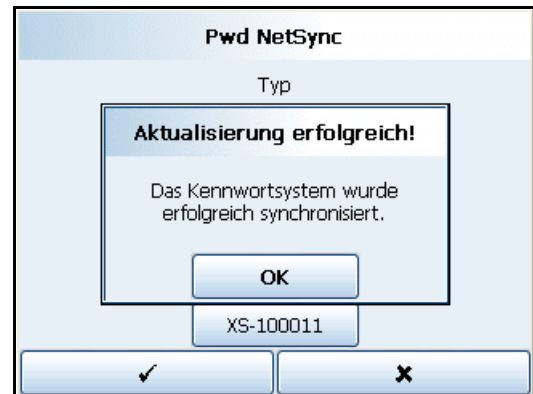 Pwd NetSync
Typ
Aktualisierung erfolgreich!
Das Kennwortsystem wurde
erfolgreich synchronisiert.
OK
XS-100011